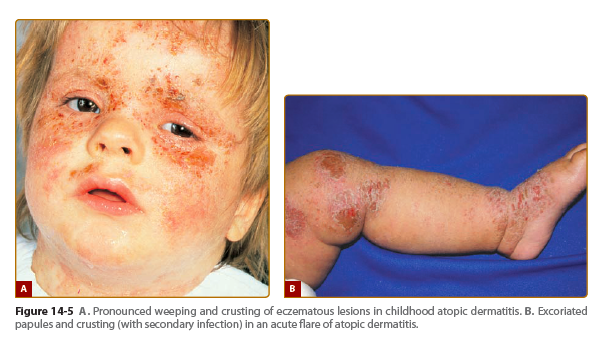 A
B
Figure 14-5 A. Pronounced weeping and crusting of eczematous lesions in childhood atopic dermatitis. B. Excoriated
papules and crusting (with secondary infection) in an acute flare of atopic dermatitis.